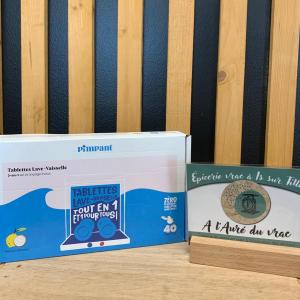 Pimpant
Tablettes Lave-Vaisselle
TABLETTES
LAVE-VAISSELLE
TOUT EN 1
ET 1 POUR TOUS!
ZÉRO
40
Epicerie vrac à Is sur Tille
A l'Auré du vrac